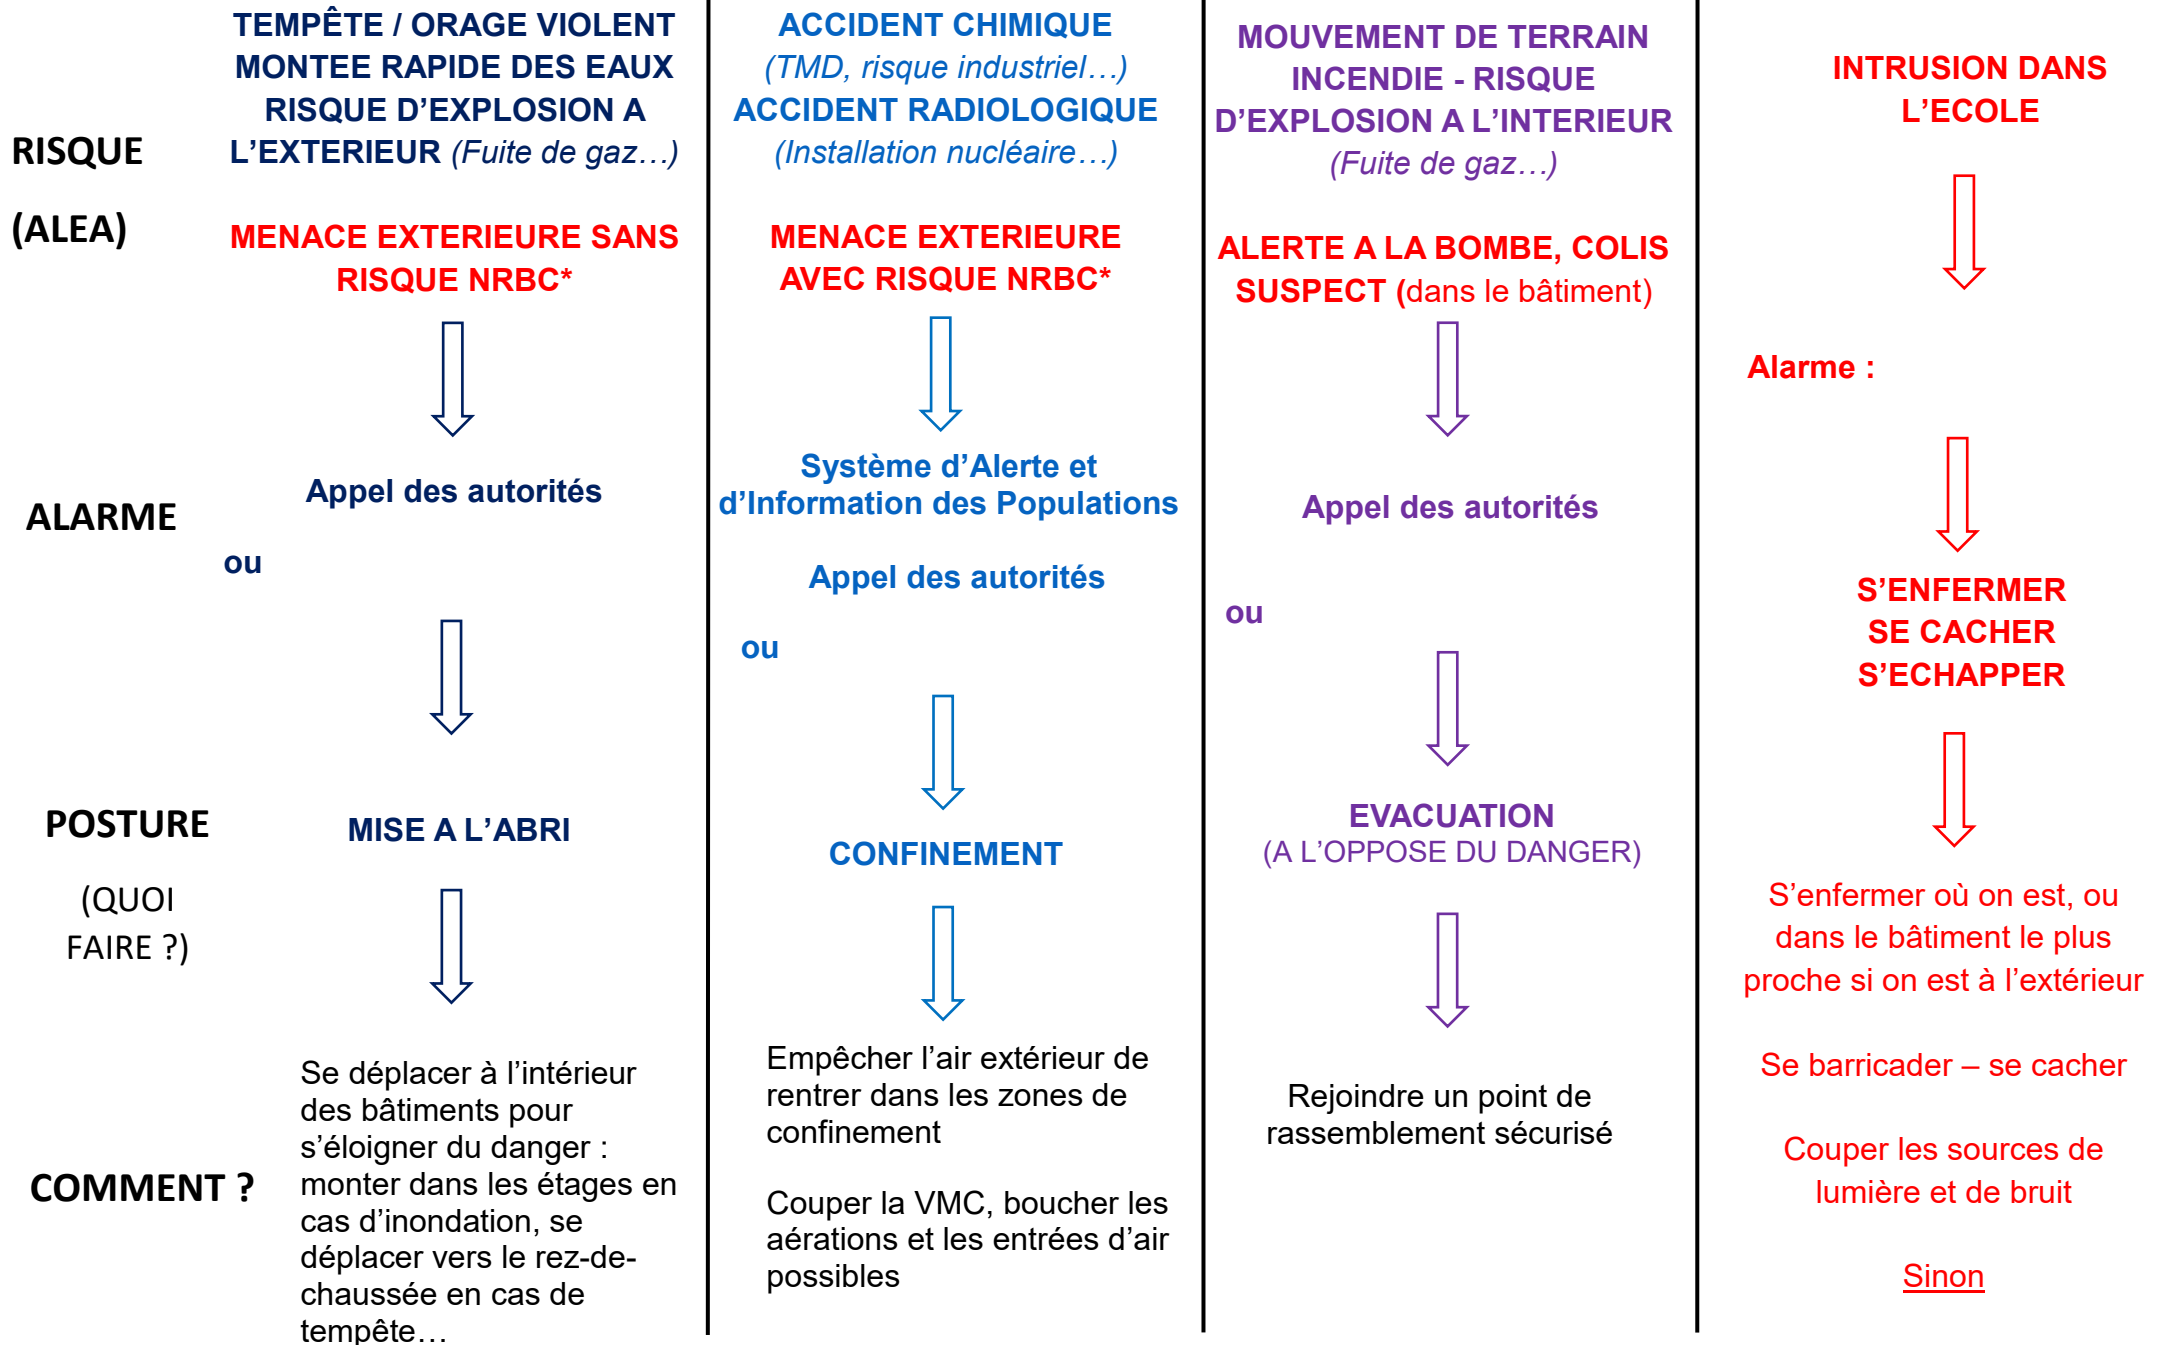 RISQUE
(ALEA)
TEMPÊTE / ORAGE VIOLENT
MONTEE RAPIDE DES EAUX
RISQUE D’EXPLOSION A
L’EXTERIEUR (Fuite de gaz…)
MENACE EXTERIEURE SANS
RISQUE NRBC*
ACCIDENT CHIMIQUE
(TMD, risque industriel…)
ACCIDENT RADIOLOGIQUE
(Installation nucléaire…)
MENACE EXTERIEURE
AVEC RISQUE NRBC*
MOUVEMENT DE TERRAIN
INCENDIE - RISQUE
D’EXPLOSION A L’INTERIEUR
(Fuite de gaz…)
ALERTE A LA BOMBE, COLIS
SUSPECT (dans le bâtiment)
INTRUSION DANS
L’ECOLE
ALARME
Appel des autorités
ou
Système d’Alerte et
d’Information des Populations
Appel des autorités
ou
Appel des autorités
ou
Alarme :
POSTURE
(QUOI
FAIRE ?)
MISE A L’ABRI
CONFINEMENT
EVACUATION
(A L’OPPOSE DU DANGER)
S’ENFERMER
SE CACHER
S’ECHAPPER
COMMENT ?
Se déplacer à l’intérieur
des bâtiments pour
s’éloigner du danger :
monter dans les étages en
cas d’inondation, se
déplacer vers le rez-de-
chaussée en cas de
tempête…
Empêcher l’air extérieur de
rentrer dans les zones de
confinement
Couper la VMC, boucher les
aérations et les entrées d’air
possibles
Rejoindre un point de
rassemblement sécurisé
S’enfermer où on est, ou
dans le bâtiment le plus
proche si on est à l’extérieur
Se barricader – se cacher
Couper les sources de
lumière et de bruit
Sinon